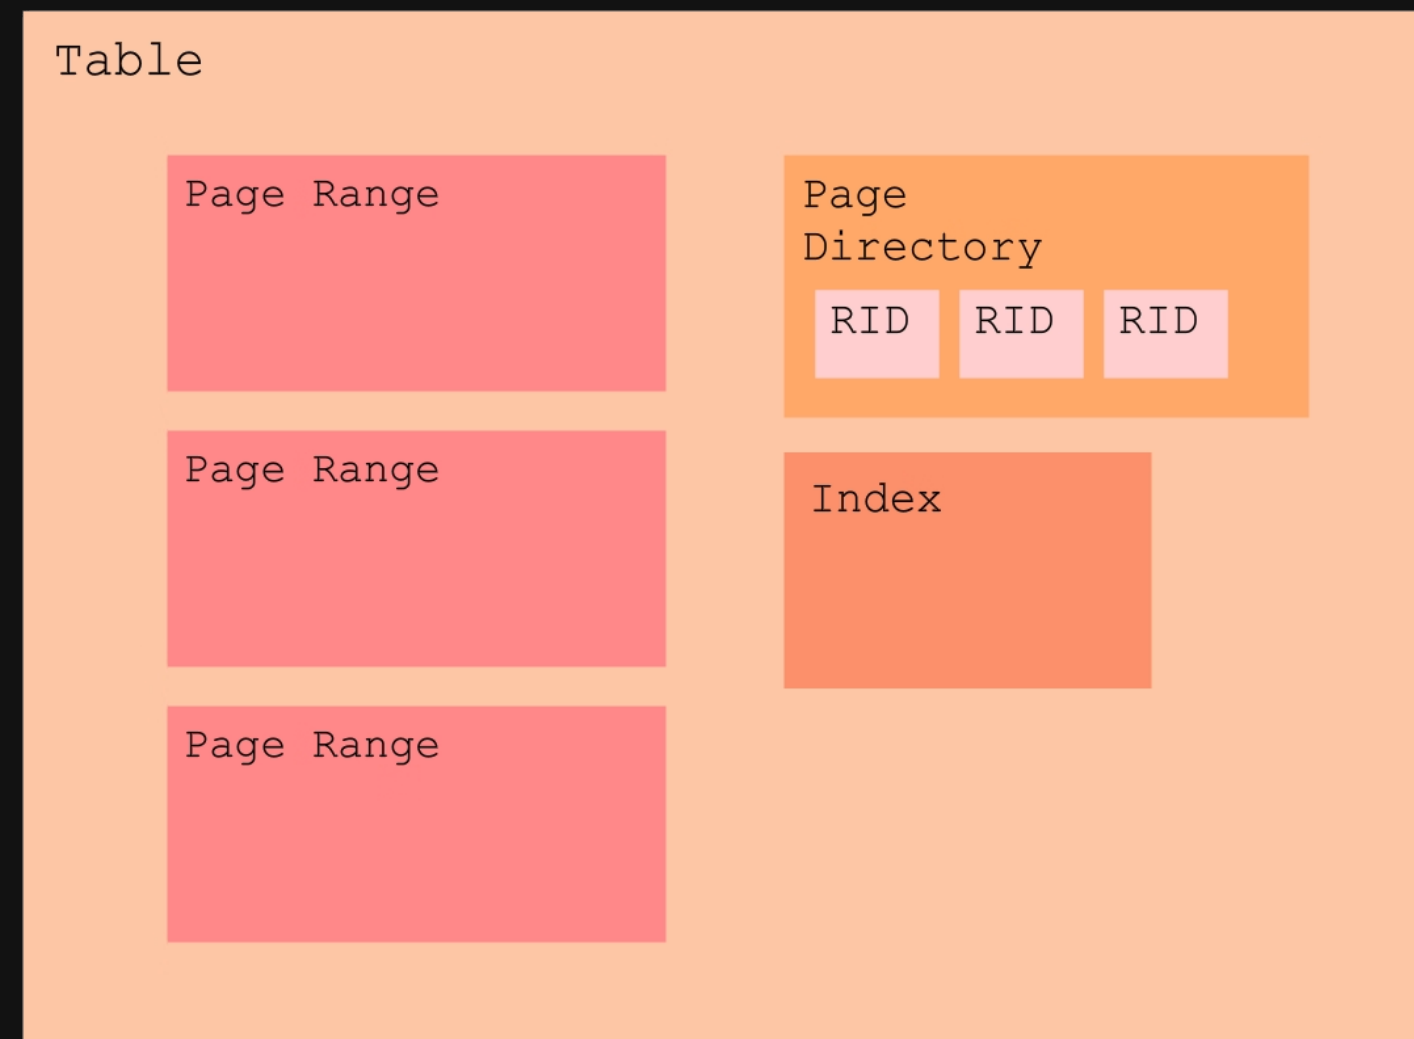 Table
Page Range
Page Range
Page Range
Page
Directory
RID RID RID
Index